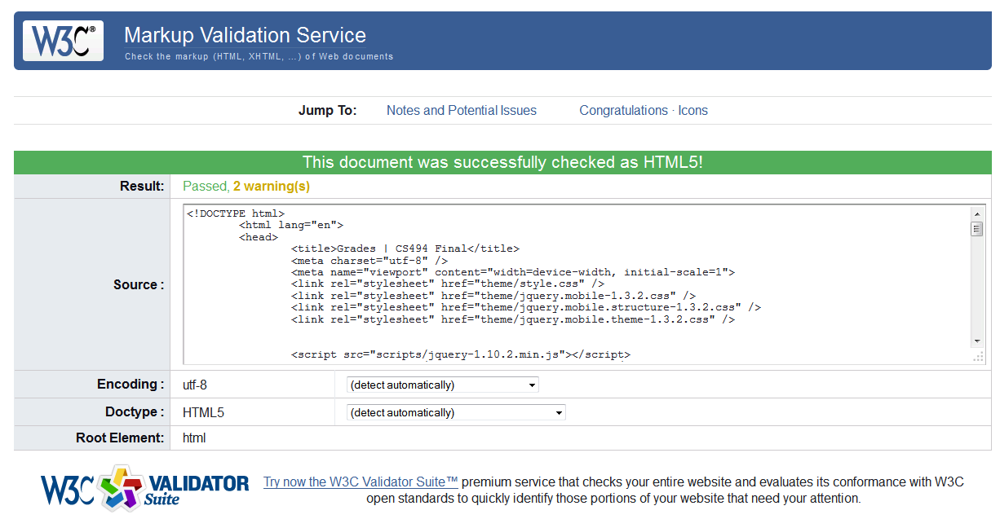 W3C®
Markup Validation Service
Check the markup (HTML, XHTML, ...) of Web documents
Jump To: Notes and Potential Issues Congratulations · Icons
This document was successfully checked as HTML5!
Result: Passed, 2 warning(s)
Source :
<!DOCTYPE html>
<html lang="en">
<head>
<title>Grades | CS494 Final</title>
<meta charset="utf-8" />
<meta name="viewport" content="width=device-width, initial-scale=1">
<link rel="stylesheet" href="theme/style.css" />
<link rel="stylesheet" href="theme/jquery.mobile-1.3.2.css" />
<link rel="stylesheet" href="theme/jquery.mobile.structure-1.3.2.css" />
<link rel="stylesheet" href="theme/jquery.mobile.theme-1.3.2.css" />
<script src="scripts/jquery-1.10.2.min.js"></script>
Encoding : utf-8 (detect automatically)
Doctype : HTML5 (detect automatically)
Root Element: html
W3C VALIDATOR Suite
Try now the W3C Validator Suite™ premium service that checks your entire website and evaluates its conformance with W3C
open standards to quickly identify those portions of your website that need your attention.